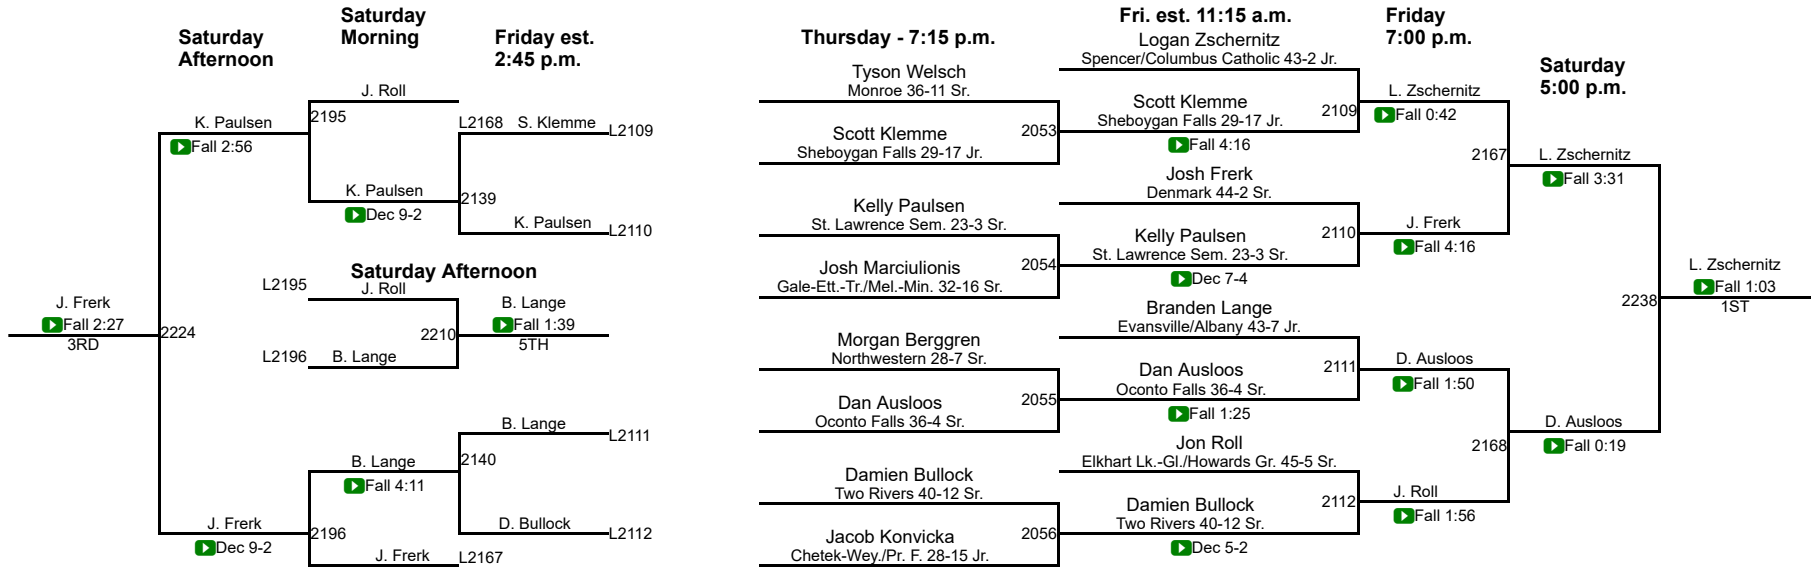 Saturday
Afternoon
Saturday
Morning
Friday est.
2:45 p.m.
J. Roll
2195
K. Paulsen
Fall 2:56
L2168
S. Klemme
L2109
K. Paulsen
Dec 9-2
2139
K. Paulsen
L2110
Saturday Afternoon
L2195
J. Roll
B. Lange
Fall 1:39
2210
5TH
L2196
B. Lange
J. Frerk
Fall 2:27
3RD
2224
B. Lange
L2111
B. Lange
Fall 4:11
2140
D. Bullock
L2112
J. Frerk
Dec 9-2
2196
J. Frerk
L2167
Thursday - 7:15 p.m.
Tyson Welsch
Monroe 36-11 Sr.
2053
Scott Klemme
Sheboygan Falls 29-17 Jr.
Kelly Paulsen
St. Lawrence Sem. 23-3 Sr.
2054
Josh Marciulionis
Gale-Ett.-Tr./Mel.-Min. 32-16 Sr.
Morgan Berggren
Northwestern 28-7 Sr.
2055
Dan Ausloos
Oconto Falls 36-4 Sr.
Damien Bullock
Two Rivers 40-12 Sr.
2056
Jacob Konvicka
Chetek-Wey./Pr. F. 28-15 Jr.
Fri. est. 11:15 a.m.
Logan Zschernitz
Spencer/Columbus Catholic 43-2 Jr.
2109
Scott Klemme
Sheboygan Falls 29-17 Jr.
Fall 4:16
Josh Frerk
Denmark 44-2 Sr.
2110
Kelly Paulsen
St. Lawrence Sem. 23-3 Sr.
Dec 7-4
Branden Lange
Evansville/Albany 43-7 Jr.
2111
Dan Ausloos
Oconto Falls 36-4 Sr.
Fall 1:25
Jon Roll
Elkhart Lk.-Gl./Howards Gr. 45-5 Sr.
2112
Damien Bullock
Two Rivers 40-12 Sr.
Dec 5-2
Friday
7:00 p.m.
L. Zschernitz
Fall 0:42
2167
J. Frerk
Fall 4:16
D. Ausloos
Fall 1:50
2168
J. Roll
Fall 1:56
Saturday
5:00 p.m.
L. Zschernitz
Fall 3:31
2238
D. Ausloos
Fall 0:19
L. Zschernitz
Fall 1:03
1ST